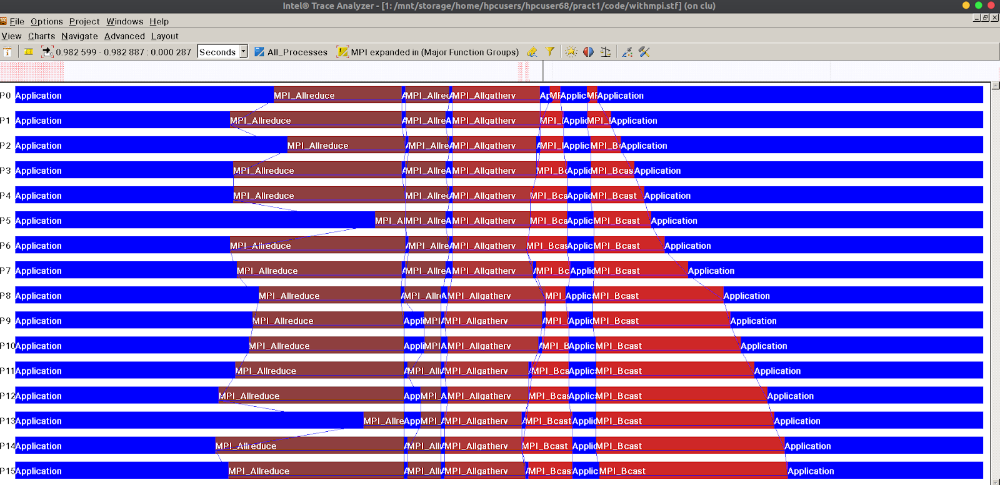 Intel® Trace Analyzer - [1: /mnt/storage/home/hpcusers/hpcuser68/pract1/code/withmpi.stf] (on clu)
File Options Project Windows Help
View Charts Navigate Advanced Layout
0.982 599 - 0.982 887 : 0.000 287 Seconds All_Processes MPI expanded in (Major Function Groups)
P0 Application MPI_Allreduce A MPI_Allrec A MPI_Allgatherv Ap MF Applic MF Application
P1 Application MPI_Allreduce A MPI_Allre A MPI_Allgatherv MPI_ Applic MPI_ Application
P2 Application MPI_Allreduce A MPI_Allre A MPI_Allgatherv A MPI_ Applic MPI_B Application
P3 Application MPI_Allreduce A MPI_Allre A MPI_Allgatherv MPI_Bc Applic MPI_Bcas Application
P4 Application MPI_Allreduce MPI_Allrec A MPI_Allgatherv MPI_Bca Applic MPI_Bcast Application
P5 Application MPI_Al MPI_Allre A MPI_Allgatherv MPI_Bca Applic MPI_Bcast Application
P6 Application MPI_Allreduce A MPI_Allre A MPI_Allgatherv MPI_Bcas Applic MPI_Bcast Application
P7 Application MPI_Allreduce A MPI_Allre A MPI_Allgatherv A MPI_Bc Applic MPI_Bcast Application
P8 Application MPI_Allreduce A MPI_Allr A MPI_Allgatherv MPI_ Applic MPI_Bcast Application
P9 Application MPI_Allreduce Appli MPI A MPI_Allgatherv A MPI_ Applic MPI_Bcast Application
P10 Application MPI_Allreduce Appli MPI A MPI_Allgatherv A MPI_B Applic MPI_Bcast Application
P11 Application MPI_Allreduce A MPI_All A MPI_Allgatherv A MPI_Bcas Applic MPI_Bcast Application
P12 Application MPI_Allreduce App MPI_ A MPI_Allgatherv MPI_Bcas Applic MPI_Bcast Application
P13 Application MPI_Allre App MPI_ A MPI_Allgatherv A MPI_Bcast Applic MPI_Bcast Application
P14 Application MPI_Allreduce A MPI_All A MPI_Allgatherv MPI_Bcast Applic MPI_Bcast Application
P15 Application MPI_Allreduce A MPI_All A MPI_Allgatherv A MPI_Bcas Applic MPI_Bcast Application